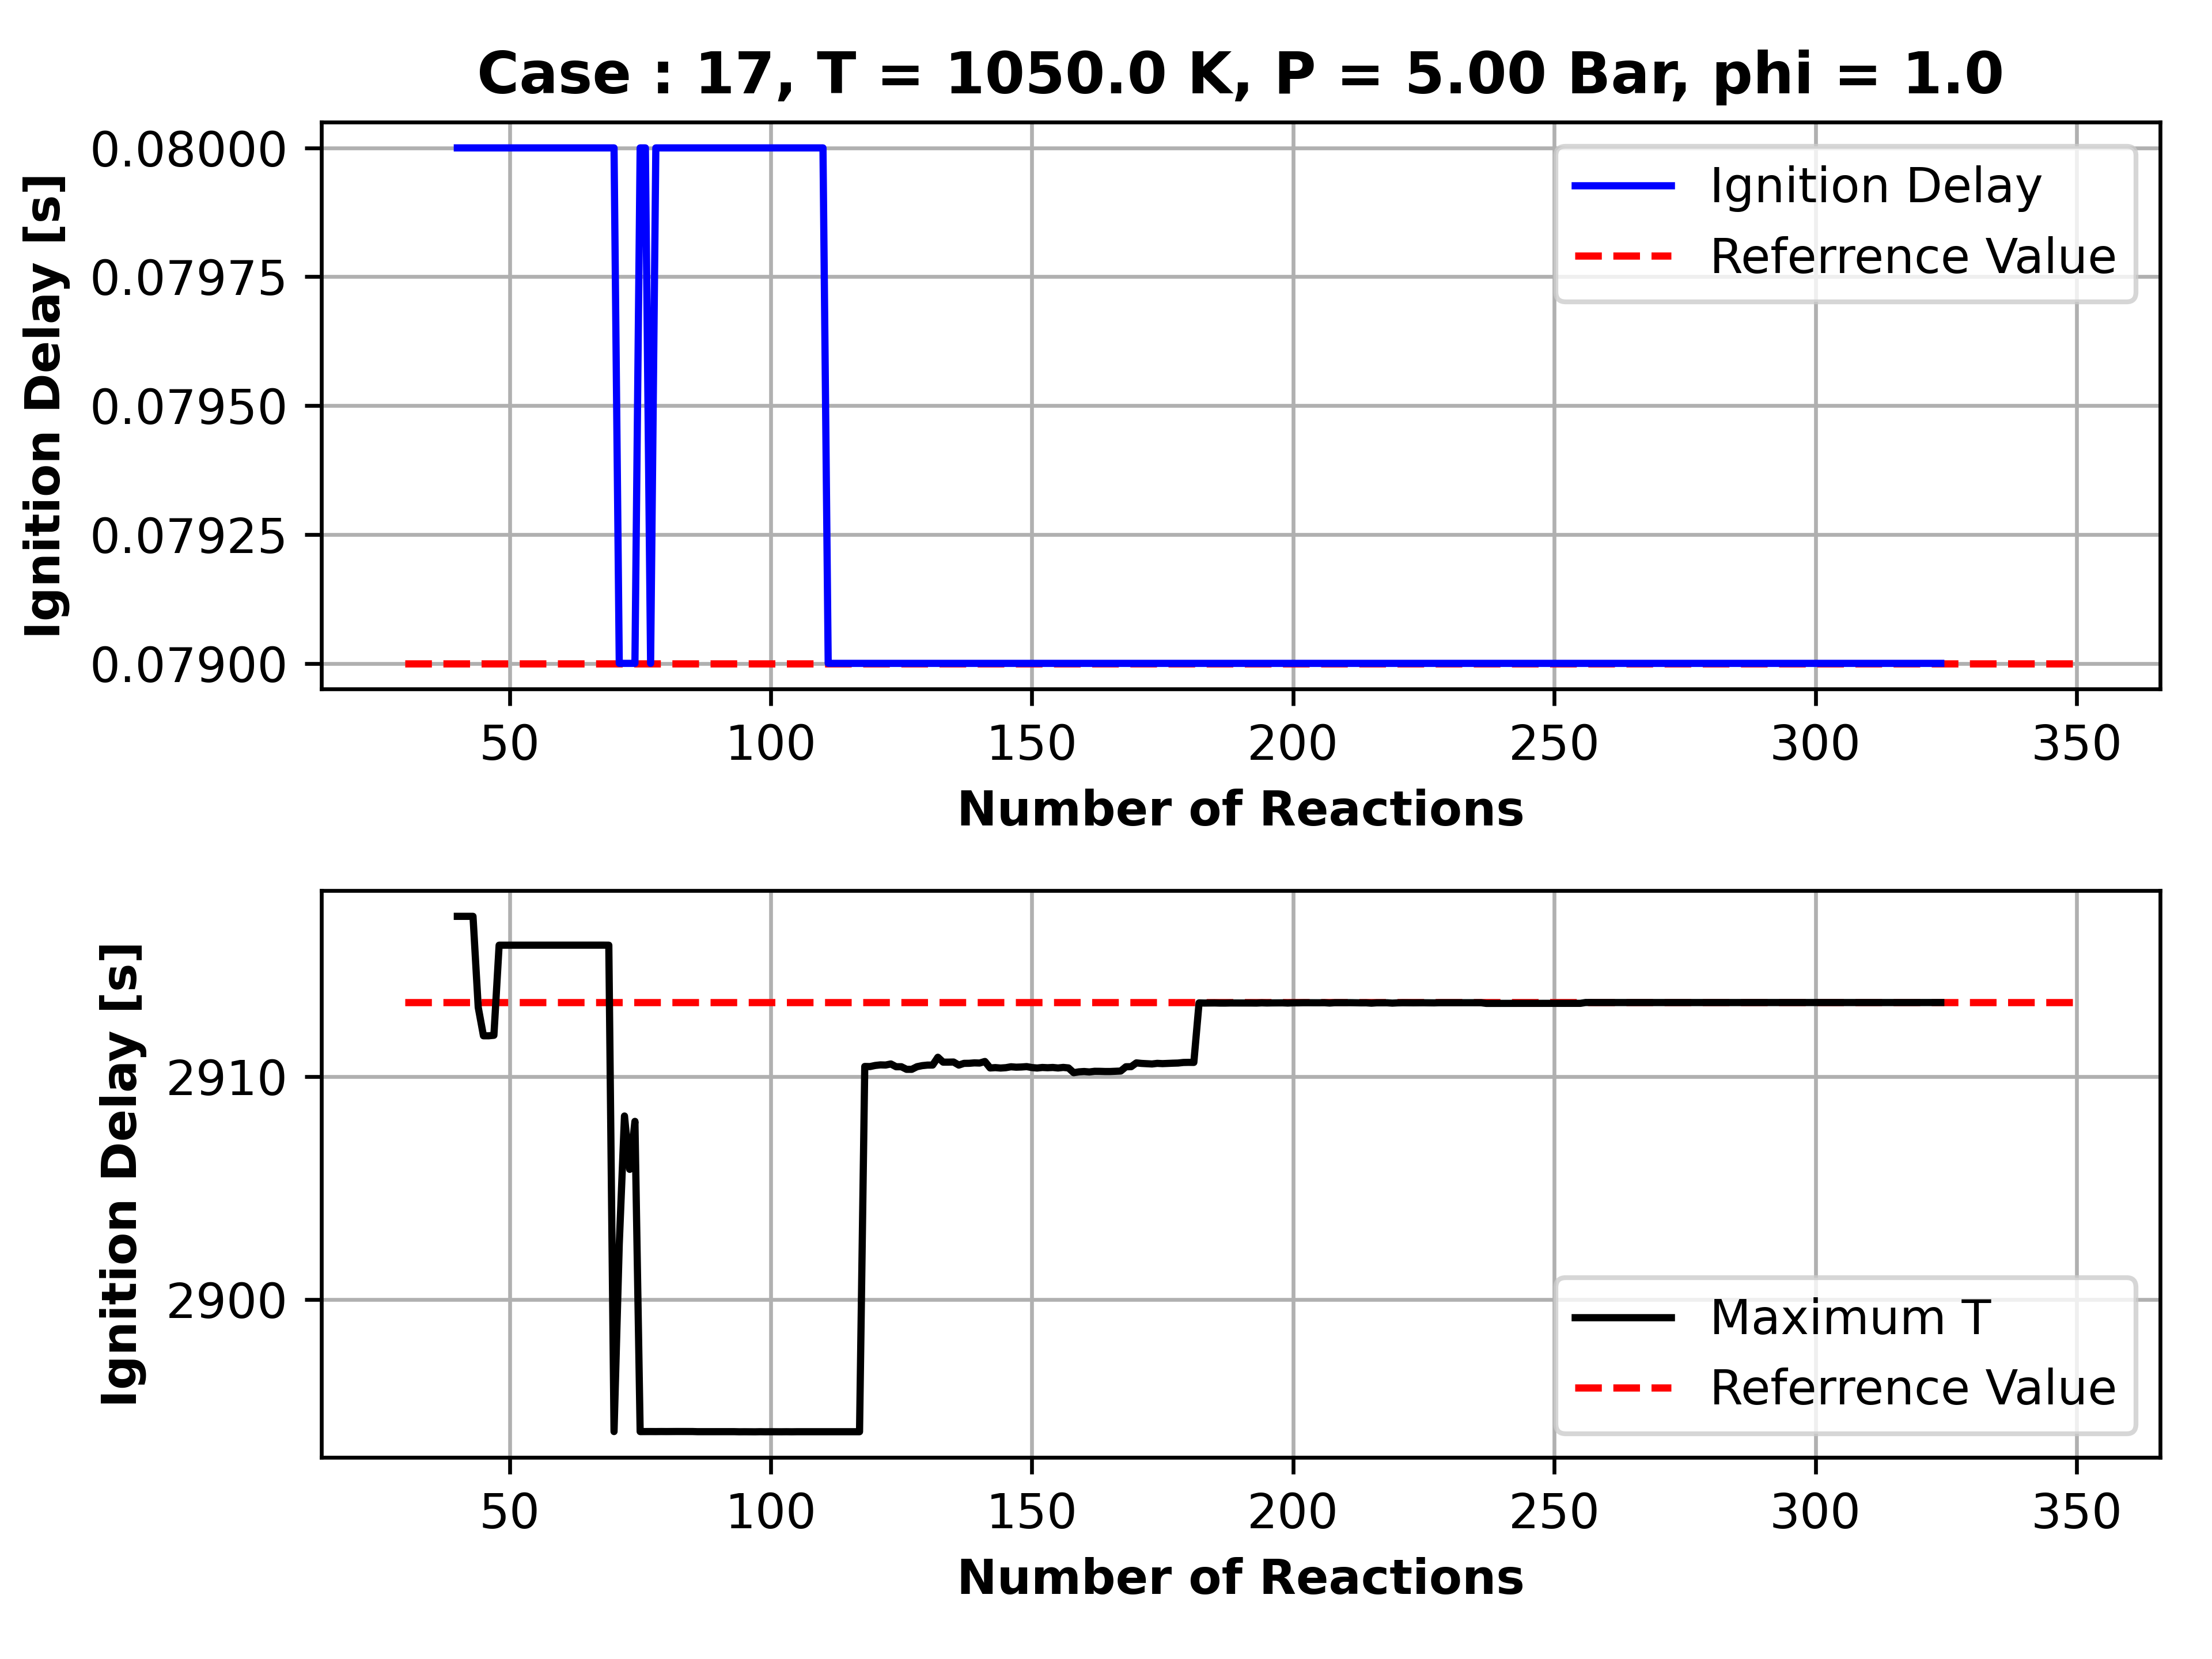 Case : 17, T = 1050.0 K, P = 5.00 Bar, phi = 1.0
Ignition Delay [s]
0.08000
0.07975
0.07950
0.07925
0.07900
Ignition Delay
Referrence Value
50 100 150 200 250 300 350
Number of Reactions
Ignition Delay [s]
2910
2900
Maximum T
Referrence Value
50 100 150 200 250 300 350
Number of Reactions